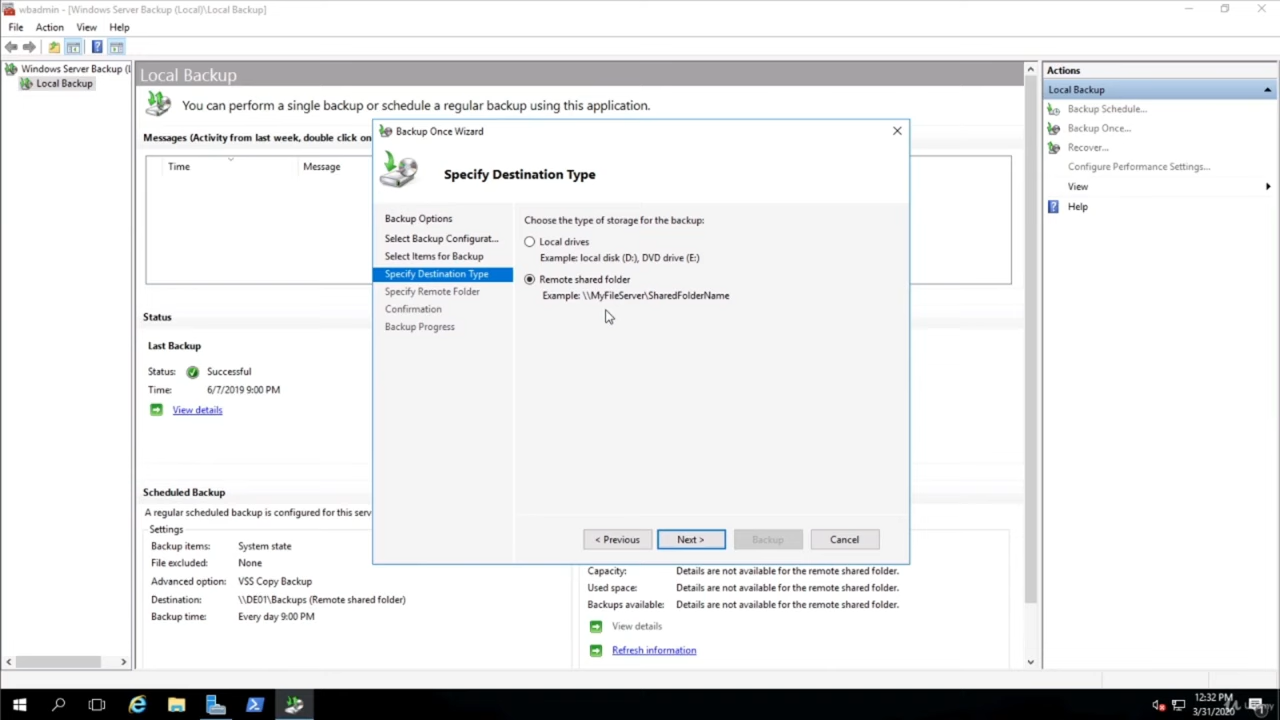 wbadmin - [Windows Server Backup (Local)\Local Backup]
File Action View Help
Windows Server Backup (L
Local Backup
Local Backup
You can perform a single backup or schedule a regular backup using this application.
Messages (Activity from last week, double click on
Time Message
Status
Last Backup
Status: Successful
Time: 6/7/2019 9:00 PM
View details
Scheduled Backup
A regular scheduled backup is configured for this serv
Settings
Backup items: System state
File excluded: None
Advanced option: VSS Copy Backup
Destination: \\DE01\Backups (Remote shared folder)
Backup time: Every day 9:00 PM
Capacity: Details are not available for the remote shared folder.
Used space: Details are not available for the remote shared folder.
Backups available: Details are not available for the remote shared folder.
View details
Refresh information
Backup Once Wizard
Specify Destination Type
Backup Options
Select Backup Configurat...
Select Items for Backup
Specify Destination Type
Specify Remote Folder
Confirmation
Backup Progress
Choose the type of storage for the backup:
Local drives
Example: local disk (D:), DVD drive (E:)
Remote shared folder
Example: \\MyFileServer\SharedFolderName
< Previous Next > Backup Cancel
Actions
Local Backup
Backup Schedule...
Backup Once...
Recover...
Configure Performance Settings...
View
Help
12:32 PM